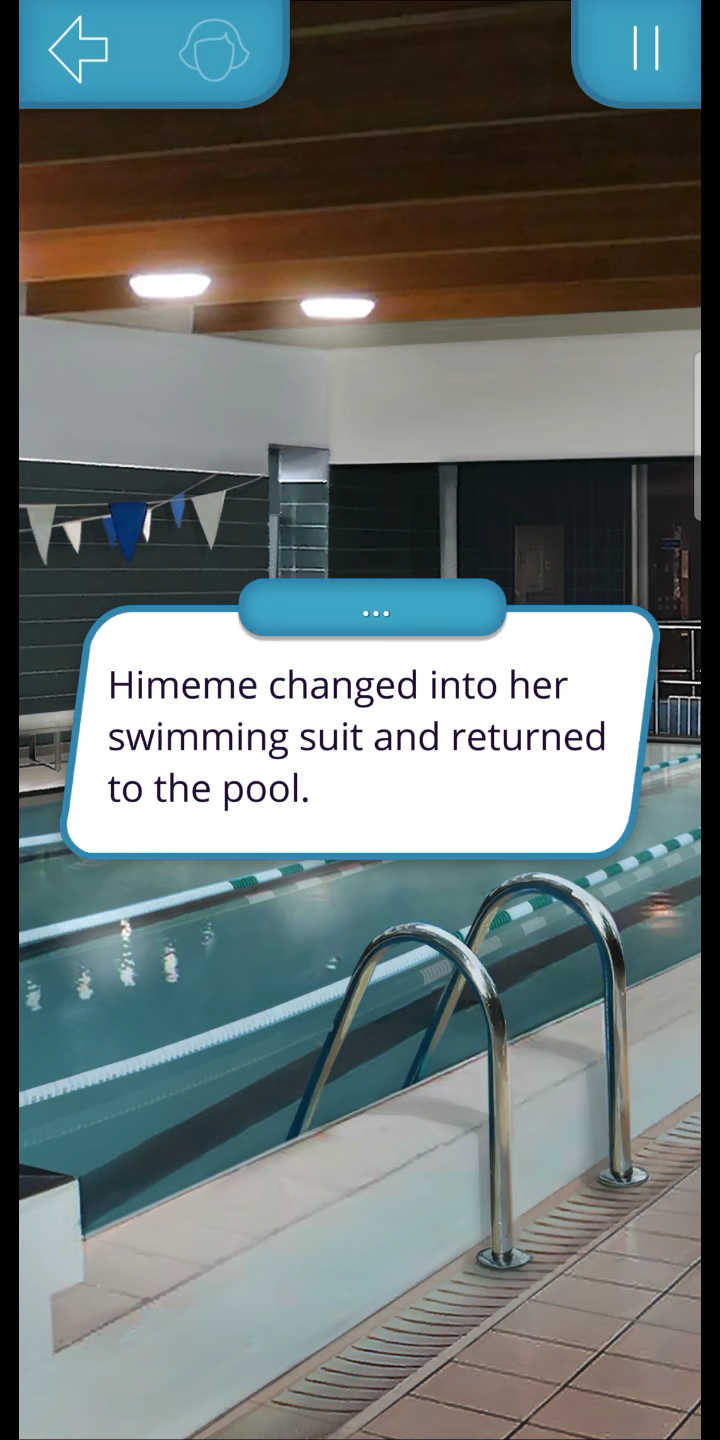 ...
Himeme changed into her
swimming suit and returned
to the pool.